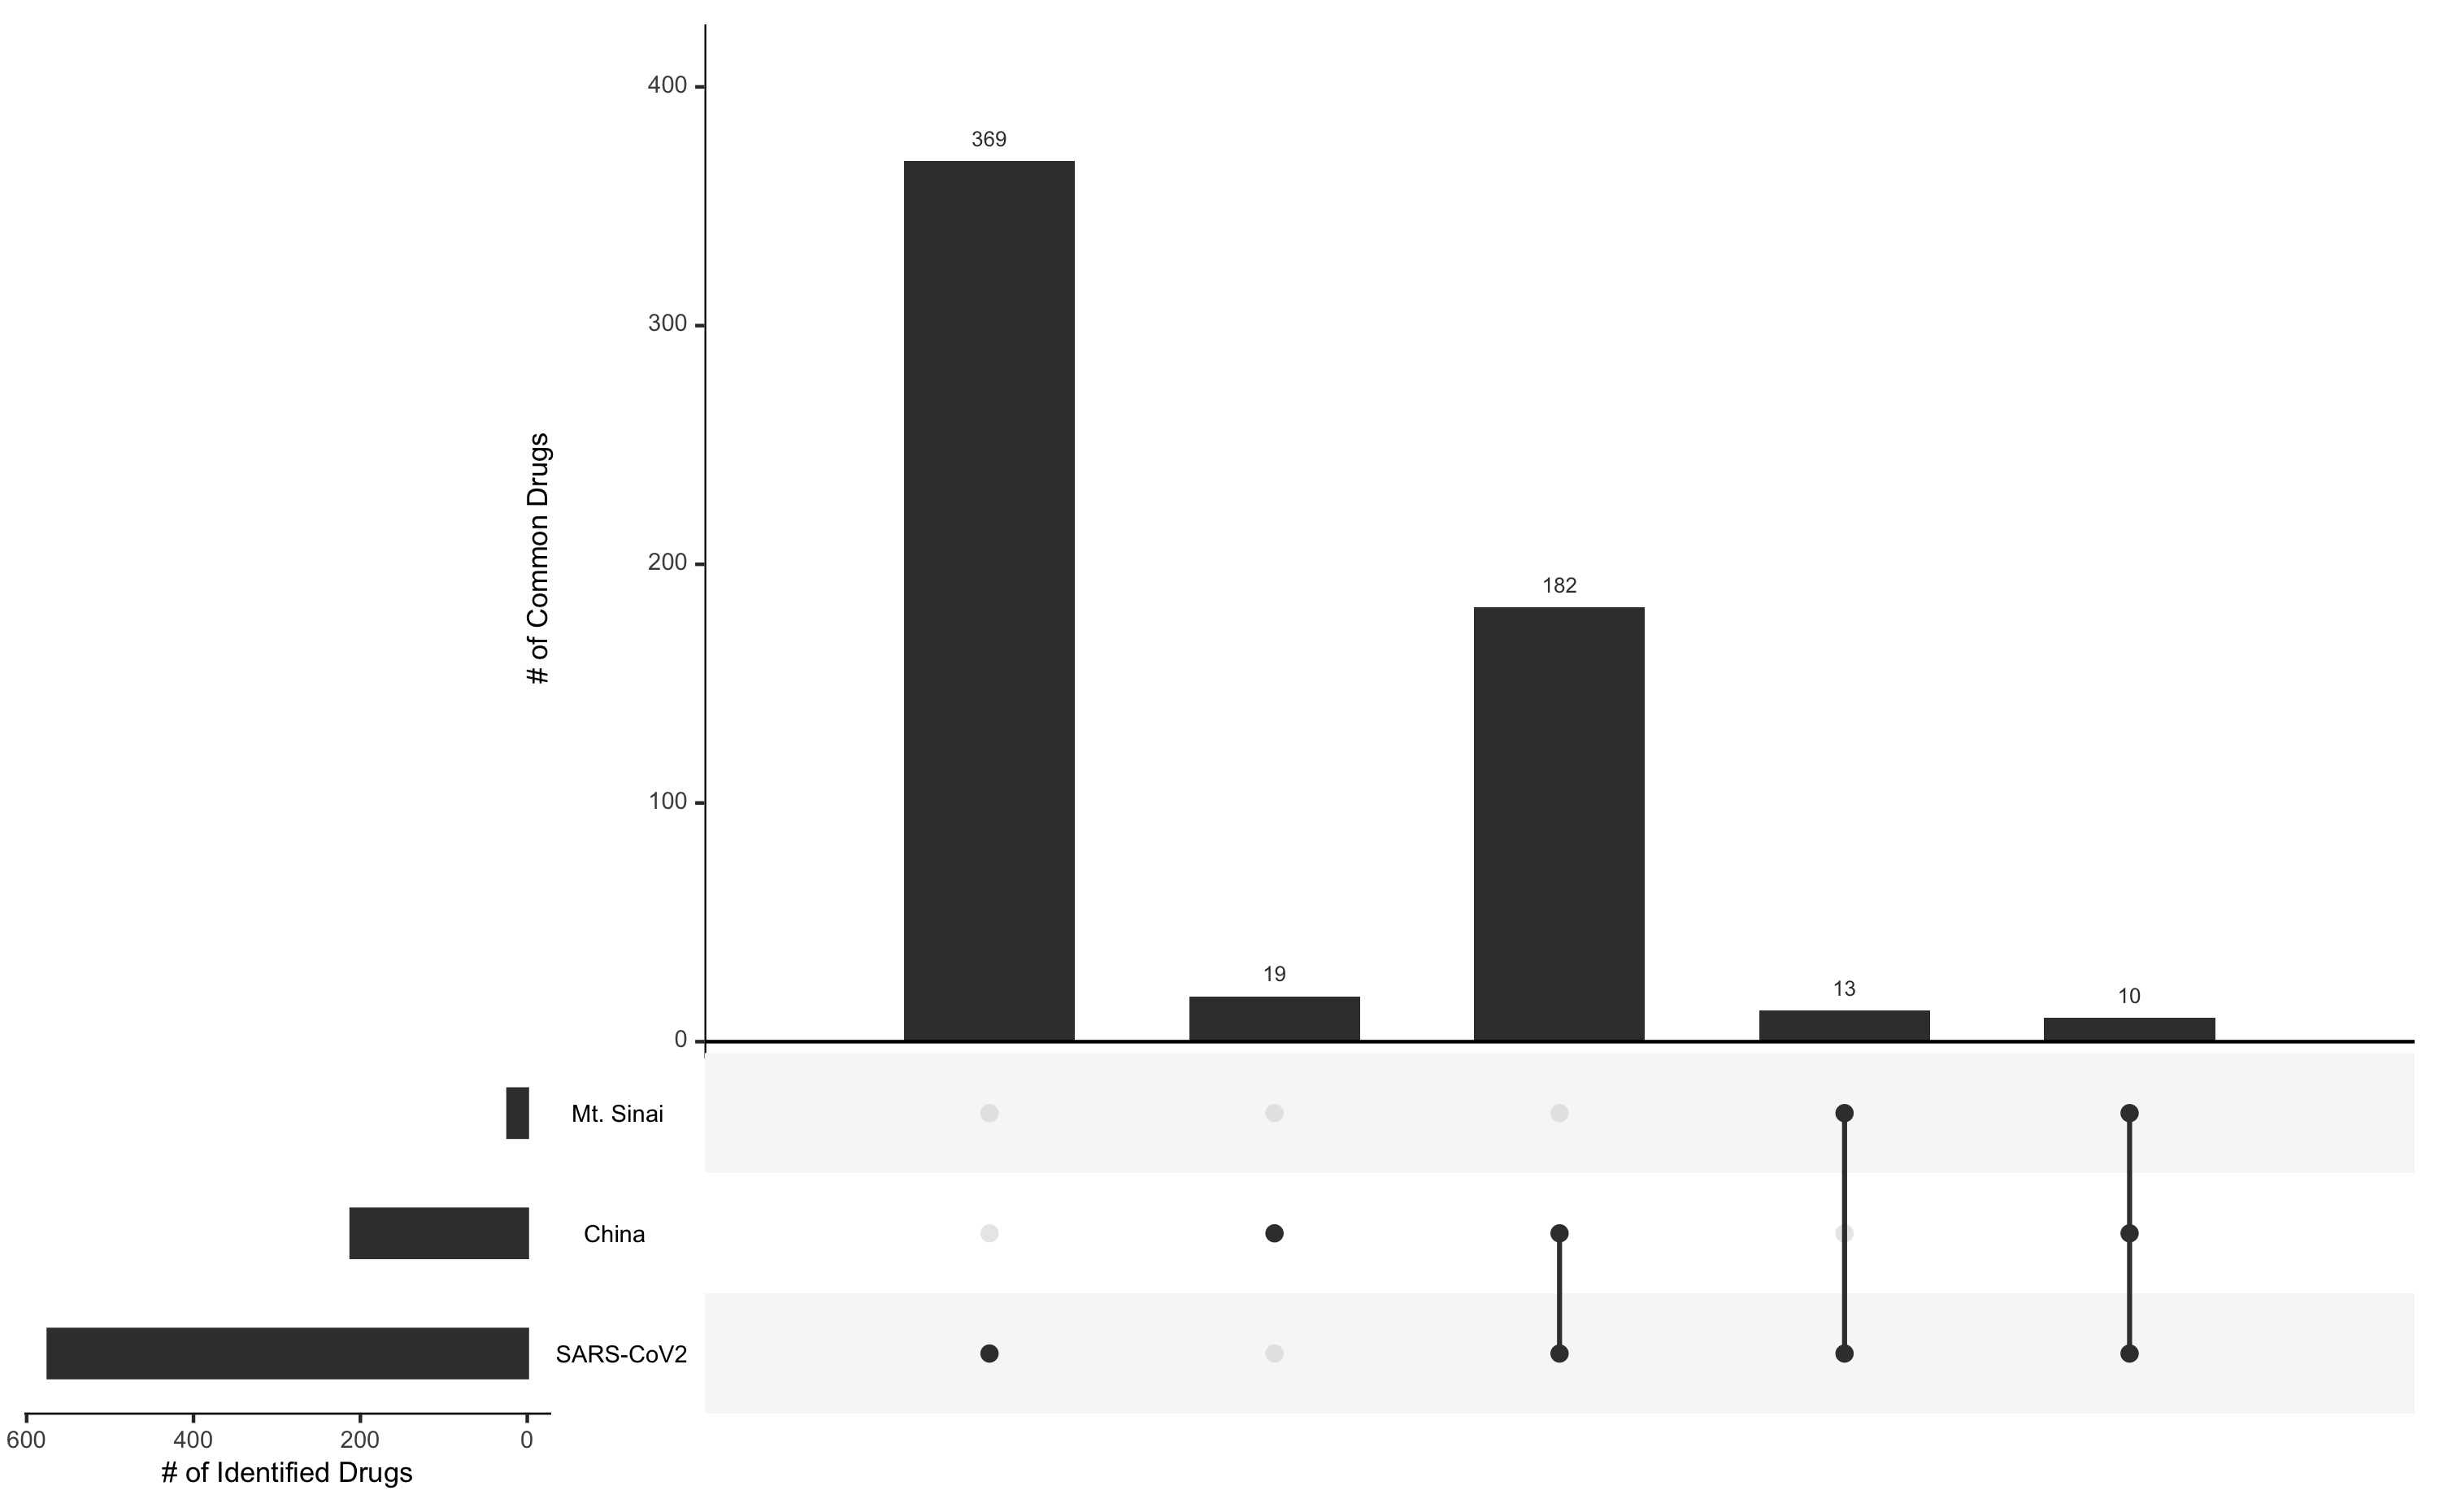 400
369
300
# of Common Drugs
200
182
100
19
13
10
0
Mt. Sinai
China
SARS-CoV2
600 400 200 0
# of Identified Drugs